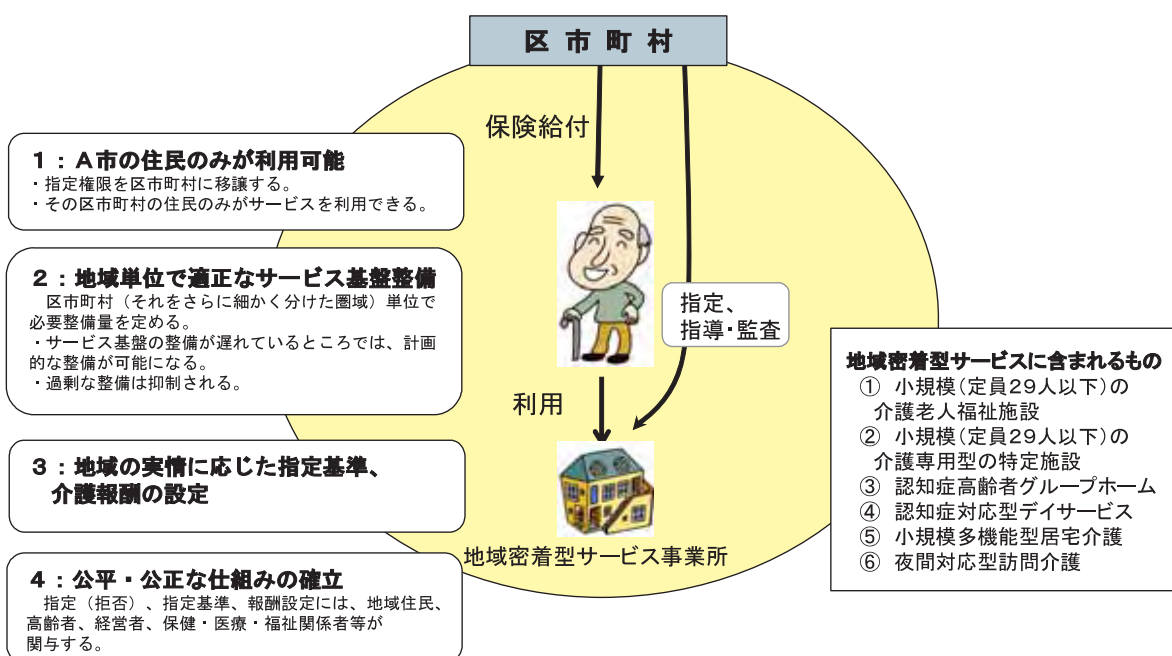 区市町村
保険給付
1：A市の住民のみが利用可能
・指定権限を区市町村に移譲する。
・その区市町村の住民のみがサービスを利用できる。
2：地域単位で適正なサービス基盤整備
区市町村（それをさらに細かく分けた圏域）単位で
必要整備量を定める。
・サービス基盤の整備が遅れているところでは、計画
的な整備が可能になる。
・過剰な整備は抑制される。
3：地域の実情に応じた指定基準、
介護報酬の設定
4：公平・公正な仕組みの確立
指定（拒否）、指定基準、報酬設定には、地域住民、
高齢者、経営者、保健・医療・福祉関係者等が
関与する。
指定、
指導・監査
利用
地域密着型サービス事業所
地域密着型サービスに含まれるもの
① 小規模（定員29人以下）の
介護老人福祉施設
② 小規模（定員29人以下）の
介護専用型の特定施設
③ 認知症高齢者グループホーム
④ 認知症対応型デイサービス
⑤ 小規模多機能型居宅介護
⑥ 夜間対応型訪問介護